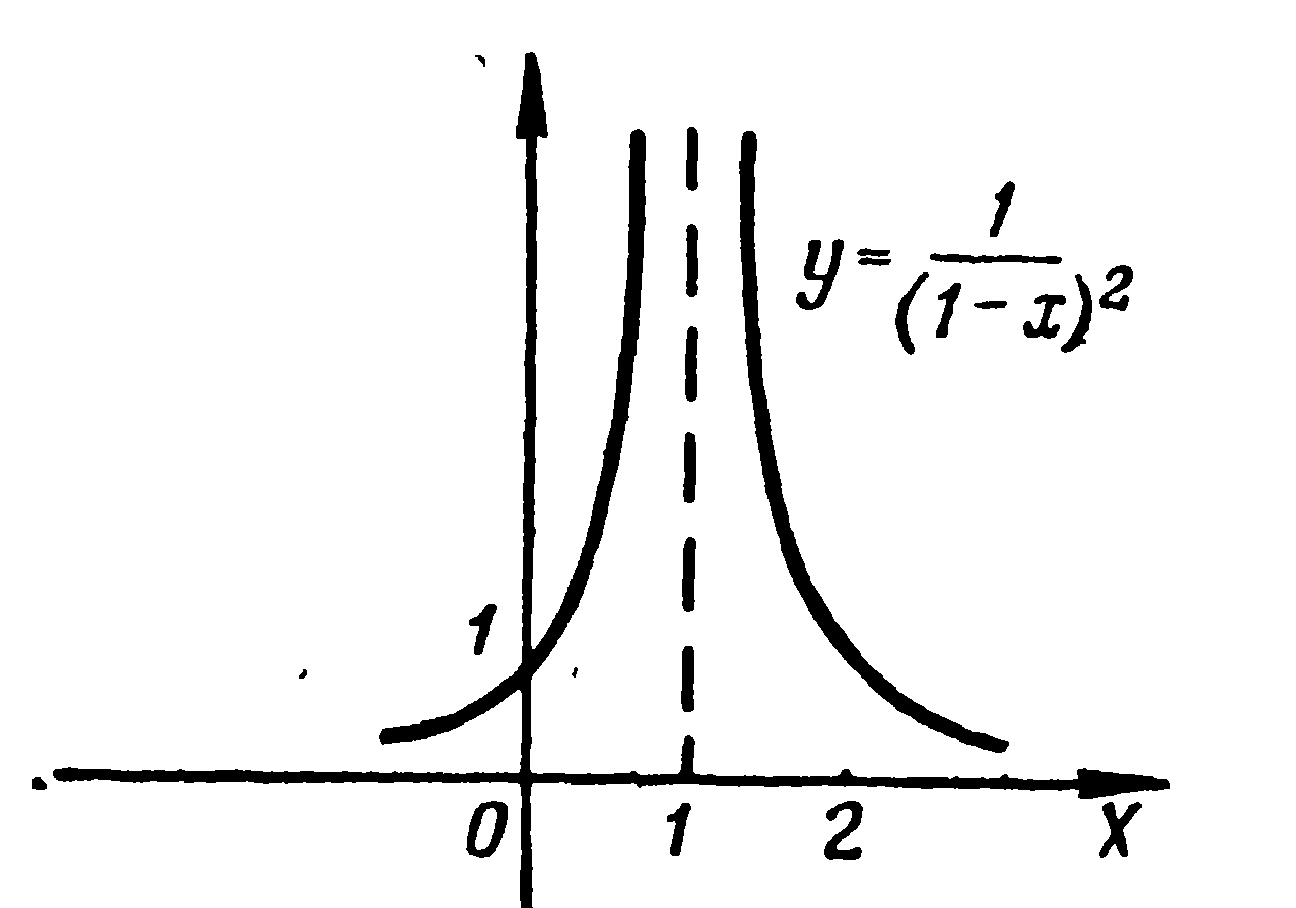 y = 1/(1-x)²
1
0 1 2 X